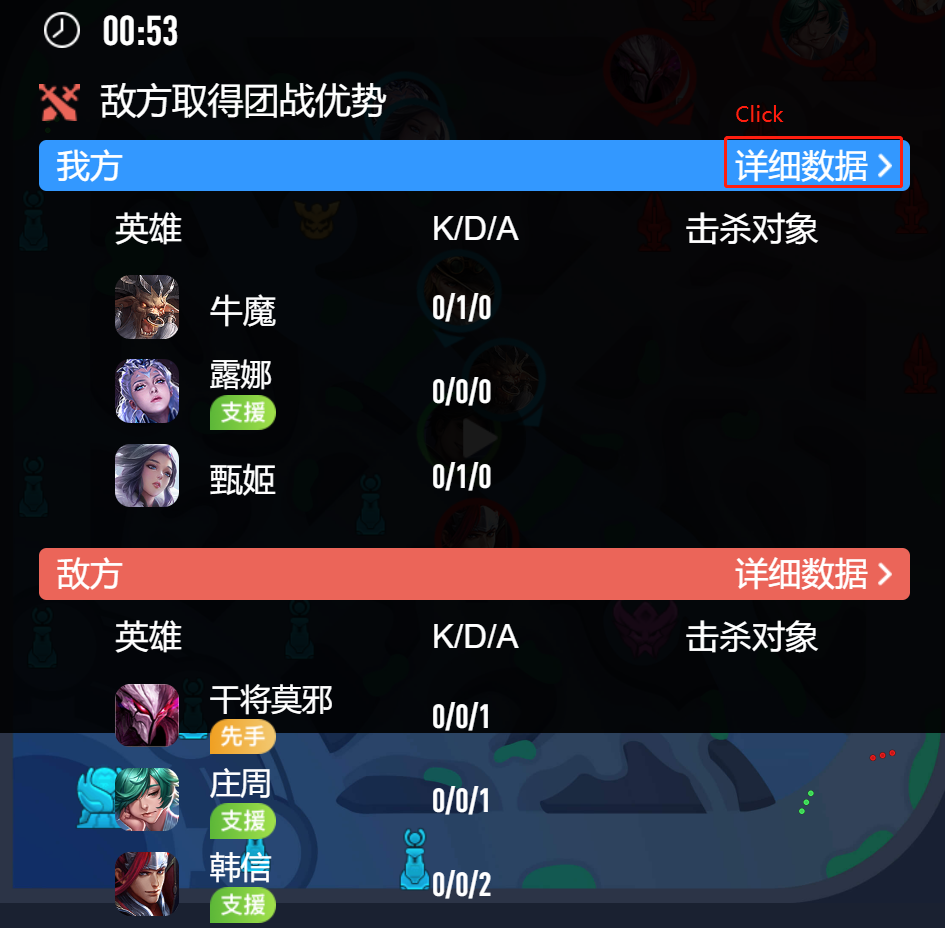 00:53
敌方取得团战优势
Click
我方 详细数据
英雄 K/D/A 击杀对象
牛魔 0/1/0
露娜 0/0/0
支援
甄姬 0/1/0
敌方 详细数据
英雄 K/D/A 击杀对象
干将莫邪 0/0/1
先手
庄周 0/0/1
支援
韩信 0/0/2
支援